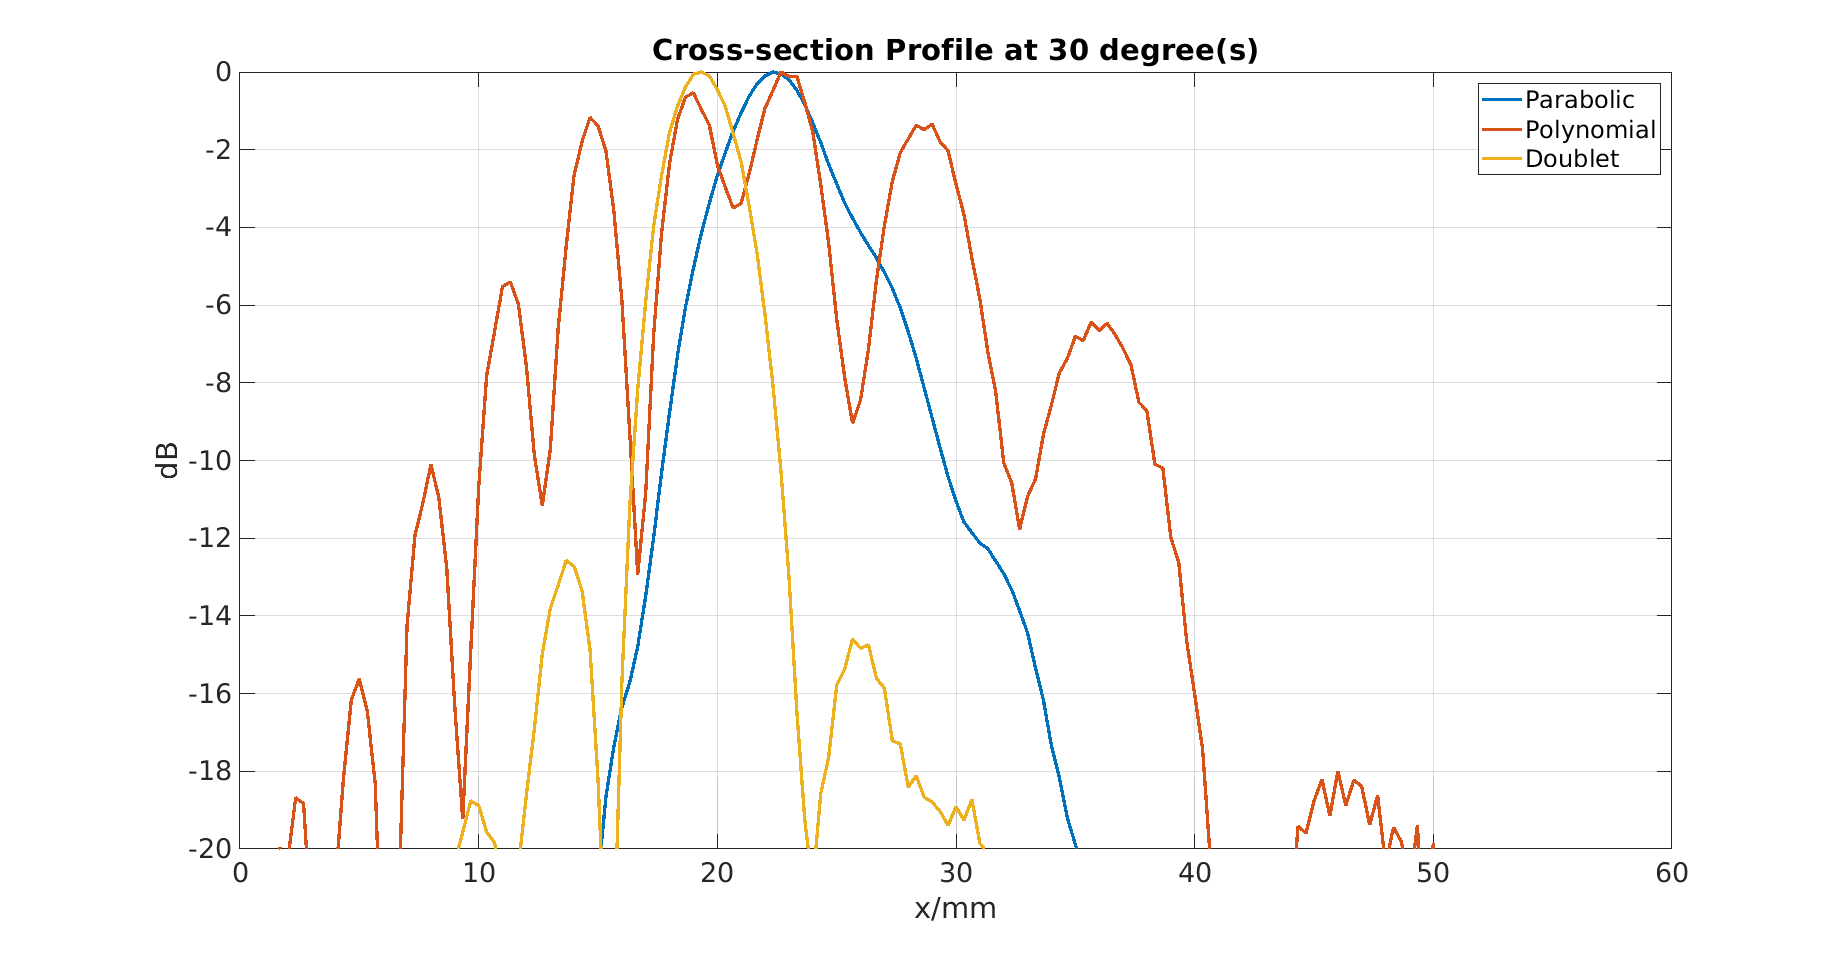 Cross-section Profile at 30 degree(s)
0
-2
-4
-6
-8
-10
-12
-14
-16
-18
-20
dB
Parabolic
Polynomial
Doublet
0 10 20 30 40 50 60
x/mm